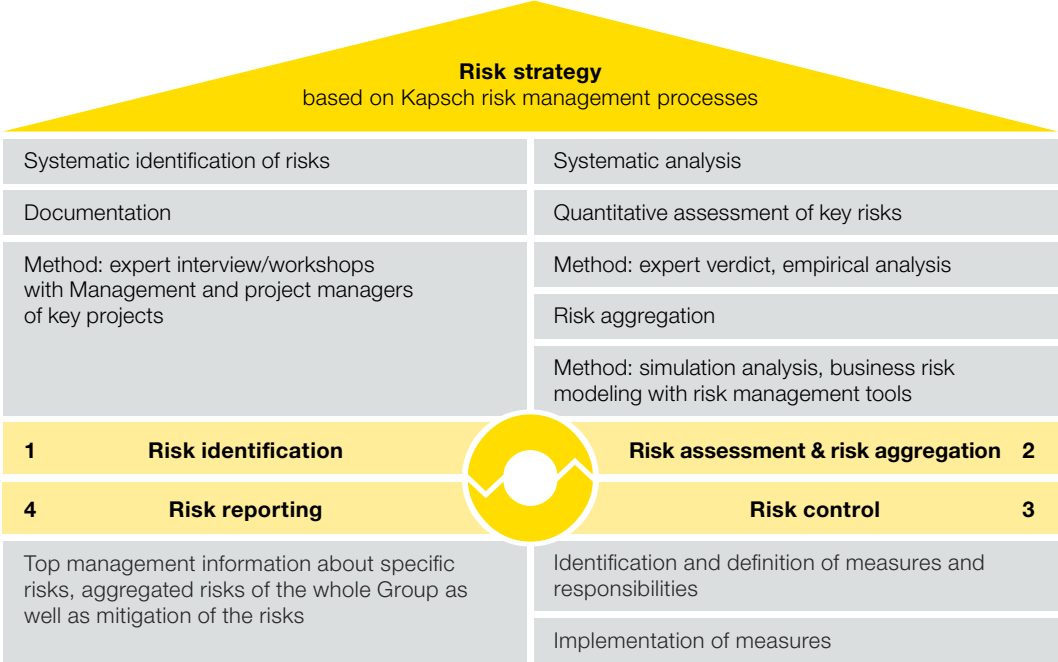 Risk strategy
based on Kapsch risk management processes
Systematic identification of risks
Documentation
Method: expert interview/workshops
with Management and project managers
of key projects
Systematic analysis
Quantitative assessment of key risks
Method: expert verdict, empirical analysis
Risk aggregation
Method: simulation analysis, business risk
modeling with risk management tools
1 Risk identification
Risk assessment & risk aggregation 2
4 Risk reporting
Risk control 3
Top management information about specific
risks, aggregated risks of the whole Group as
well as mitigation of the risks
Identification and definition of measures and
responsibilities
Implementation of measures